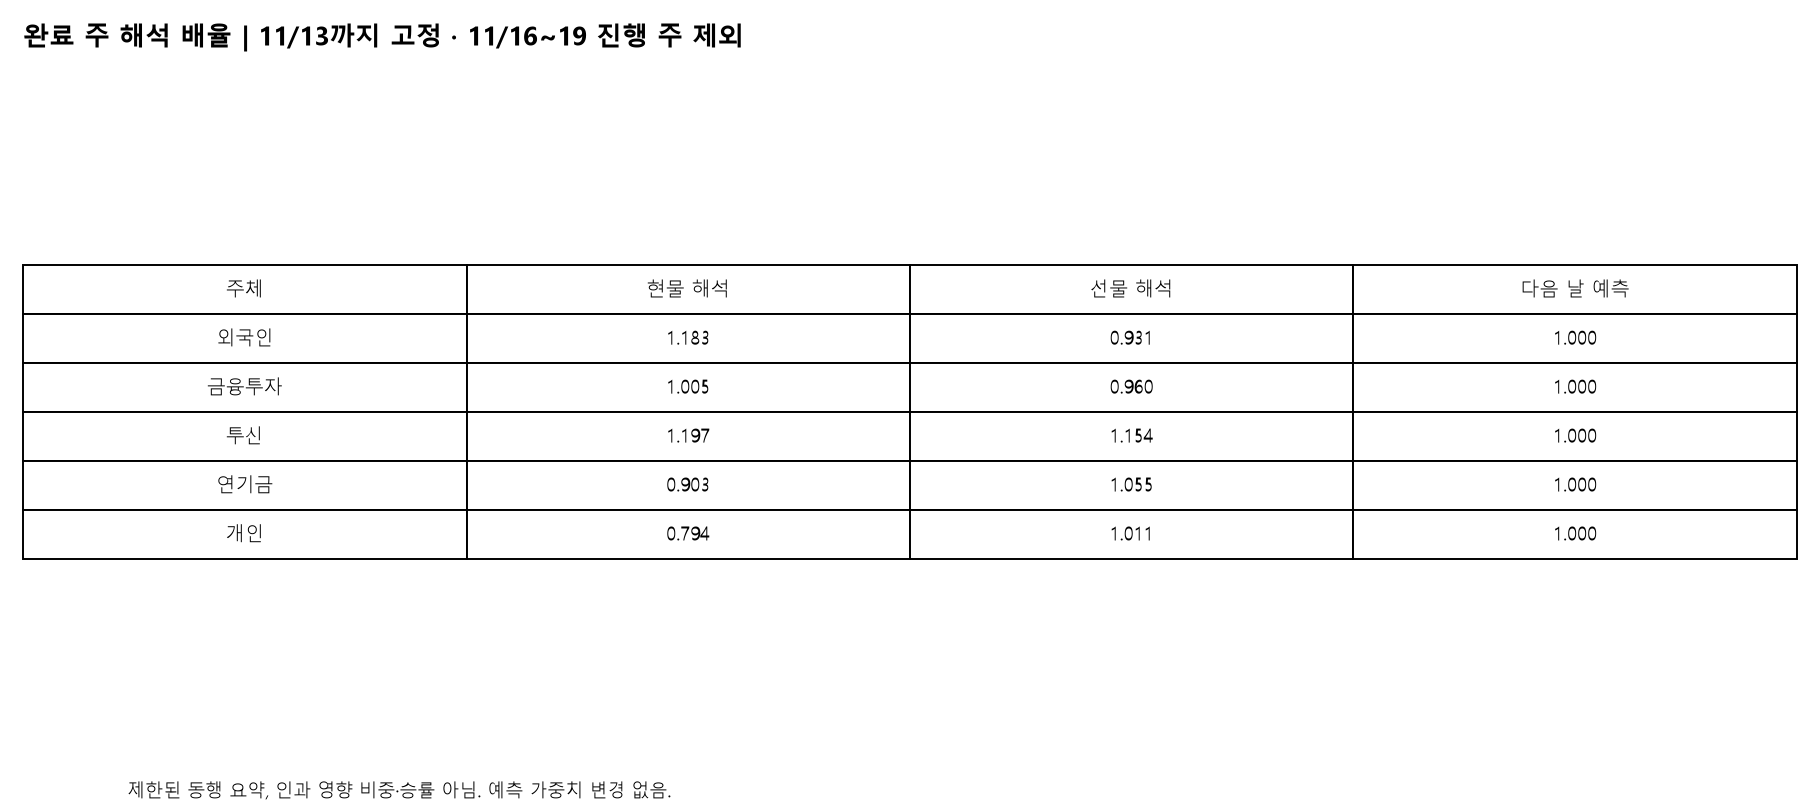 완료 주 해석 배율 | 11/13까지 고정 · 11/16~19 진행 주 제외
주체 현물 해석 선물 해석 다음 날 예측
외국인 1.183 0.931 1.000
금융투자 1.005 0.960 1.000
투신 1.197 1.154 1.000
연기금 0.903 1.055 1.000
개인 0.794 1.011 1.000
제한된 동행 요약, 인과 영향 비중·승률 아님. 예측 가중치 변경 없음.